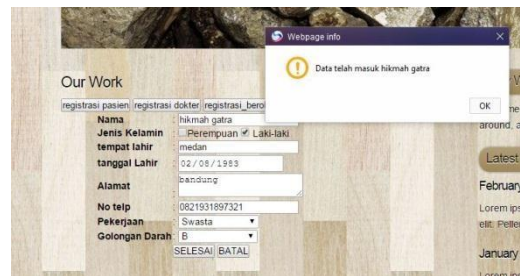 Webpage info
Data telah masuk hikmah gatra
OK
Our Work
registrasi pasien registrasi dokter
Nama : hikmah gatra
Jenis Kelamin : Perempuan Laki-laki
tempat lahir : medan
tanggal Lahir : 02/08/1983
Alamat : bandung
No telp : 0821931897321
Pekerjaan : Swasta
Golongan Darah: B
SELESAI BATAL
around, a
Latest
February
Lorem ips
elit. Pelle
January